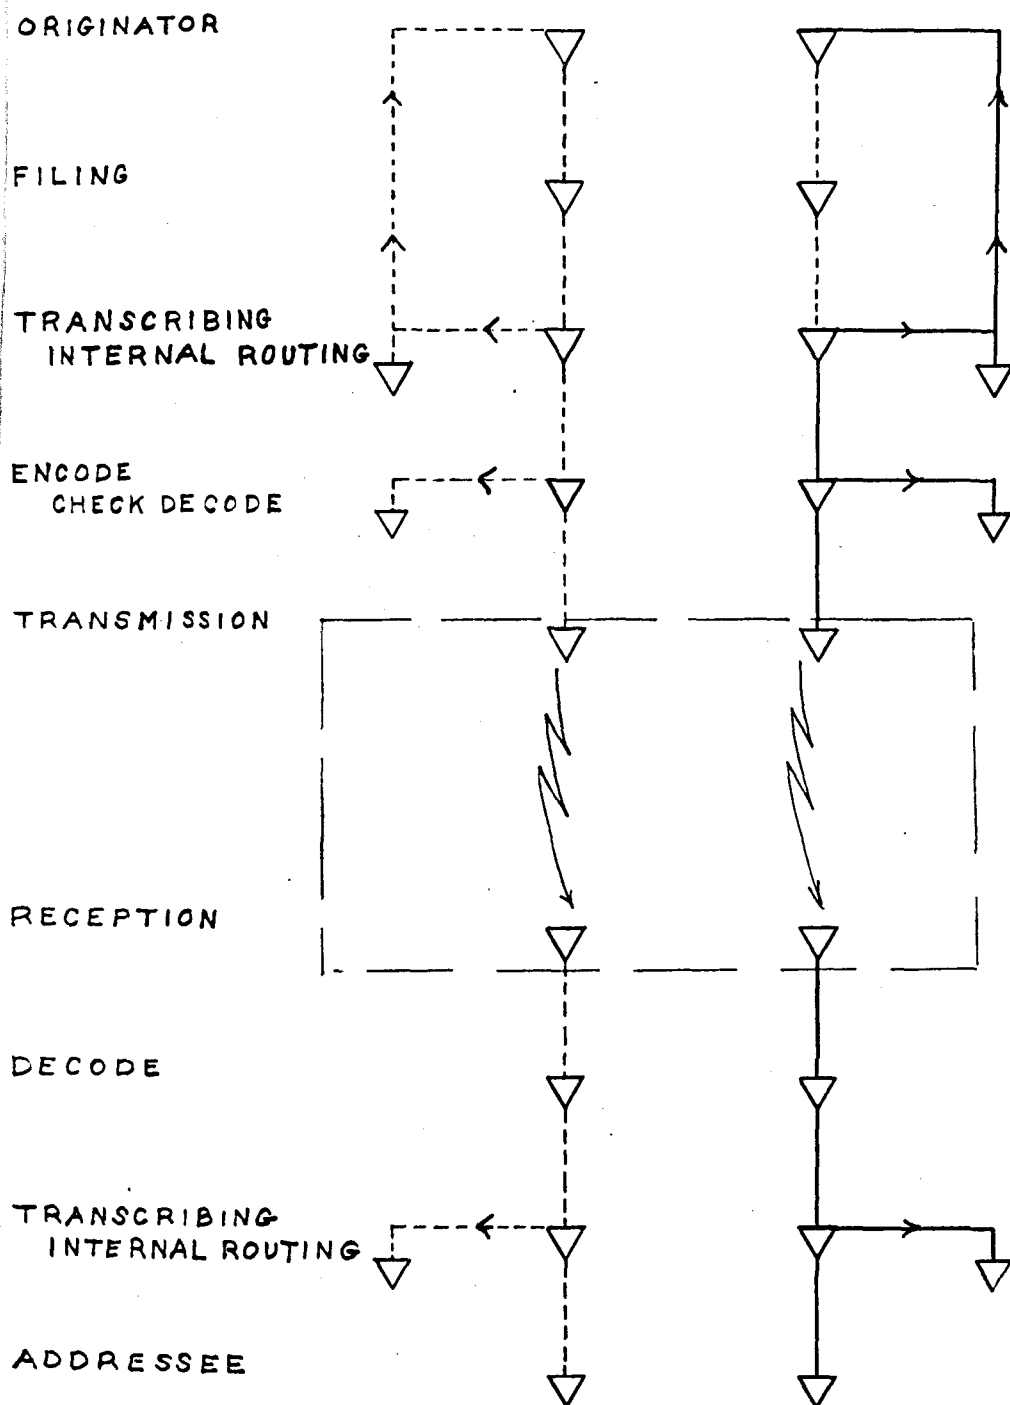 ORIGINATOR
FILING
TRANSCRIBING
INTERNAL ROUTING
ENCODE
CHECK DECODE
TRANSMISSION
RECEPTION
DECODE
TRANSCRIBING
INTERNAL ROUTING
ADDRESSEE